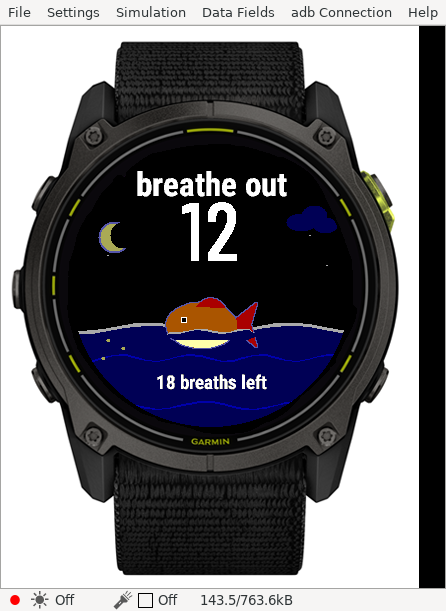 File Settings Simulation Data Fields adb Connection Help
breathe out
12
18 breaths left
GARMIN
Off Off 143.5/763.6kB